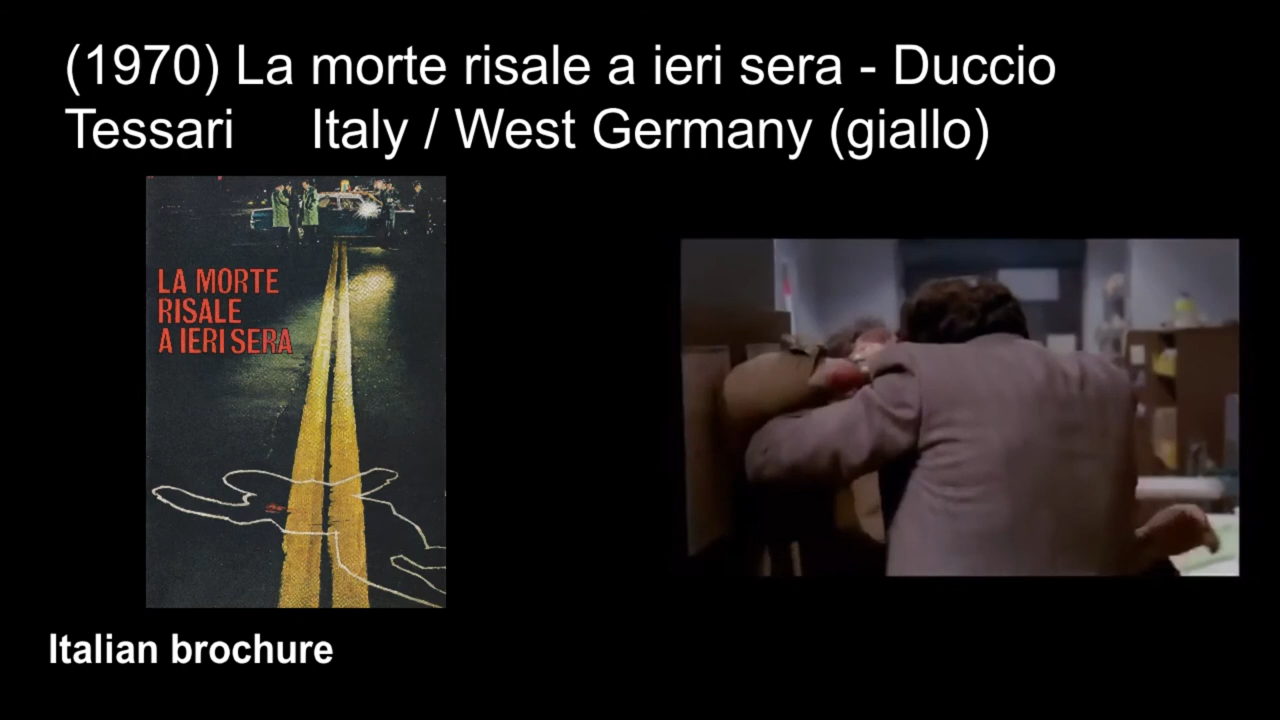 (1970) La morte risale a ieri sera - Duccio
Tessari Italy / West Germany (giallo)
LA MORTE
RISALE
A IERI SERA
Italian brochure